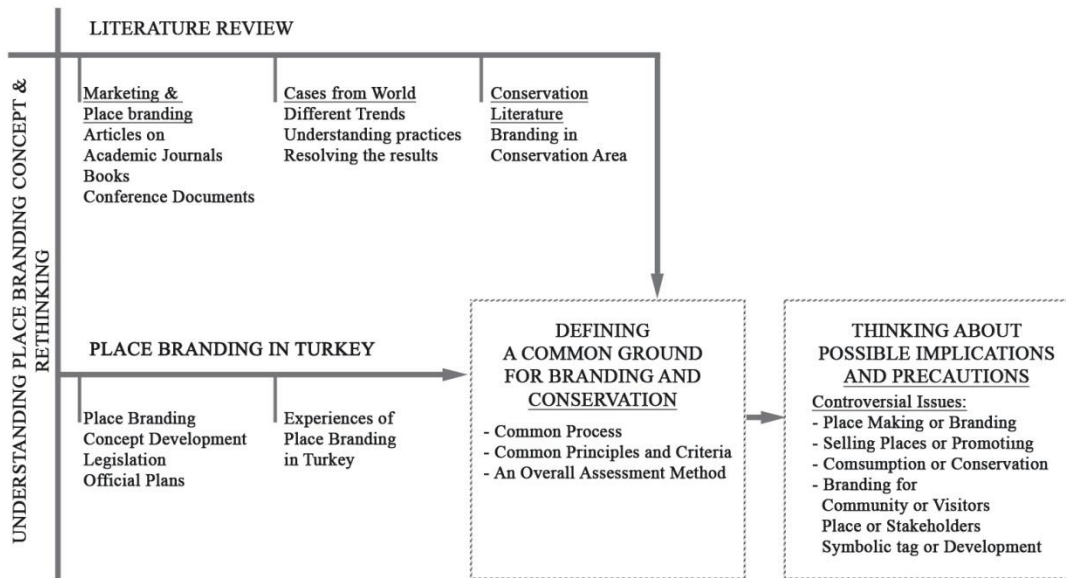 UNDERSTANDING PLACE BRANDING CONCEPT &
RETHINKING
LITERATURE REVIEW
Marketing &
Place branding
Articles on
Academic Journals
Books
Conference Documents
Cases from World
Different Trends
Understanding practices
Resolving the results
Conservation
Literature
Branding in
Conservation Area
PLACE BRANDING IN TURKEY
Place Branding
Concept Development
Legislation
Official Plans
Experiences of
Place Branding
in Turkey
DEFINING
A COMMON GROUND
FOR BRANDING AND
CONSERVATION
- Common Process
- Common Principles and Criteria
- An Overall Assessment Method
THINKING ABOUT
POSSIBLE IMPLICATIONS
AND PRECAUTIONS
Controversial Issues:
- Place Making or Branding
- Selling Places or Promoting
- Comsumption or Conservation
- Branding for
Community or Visitors
Place or Stakeholders
Symbolic tag or Development